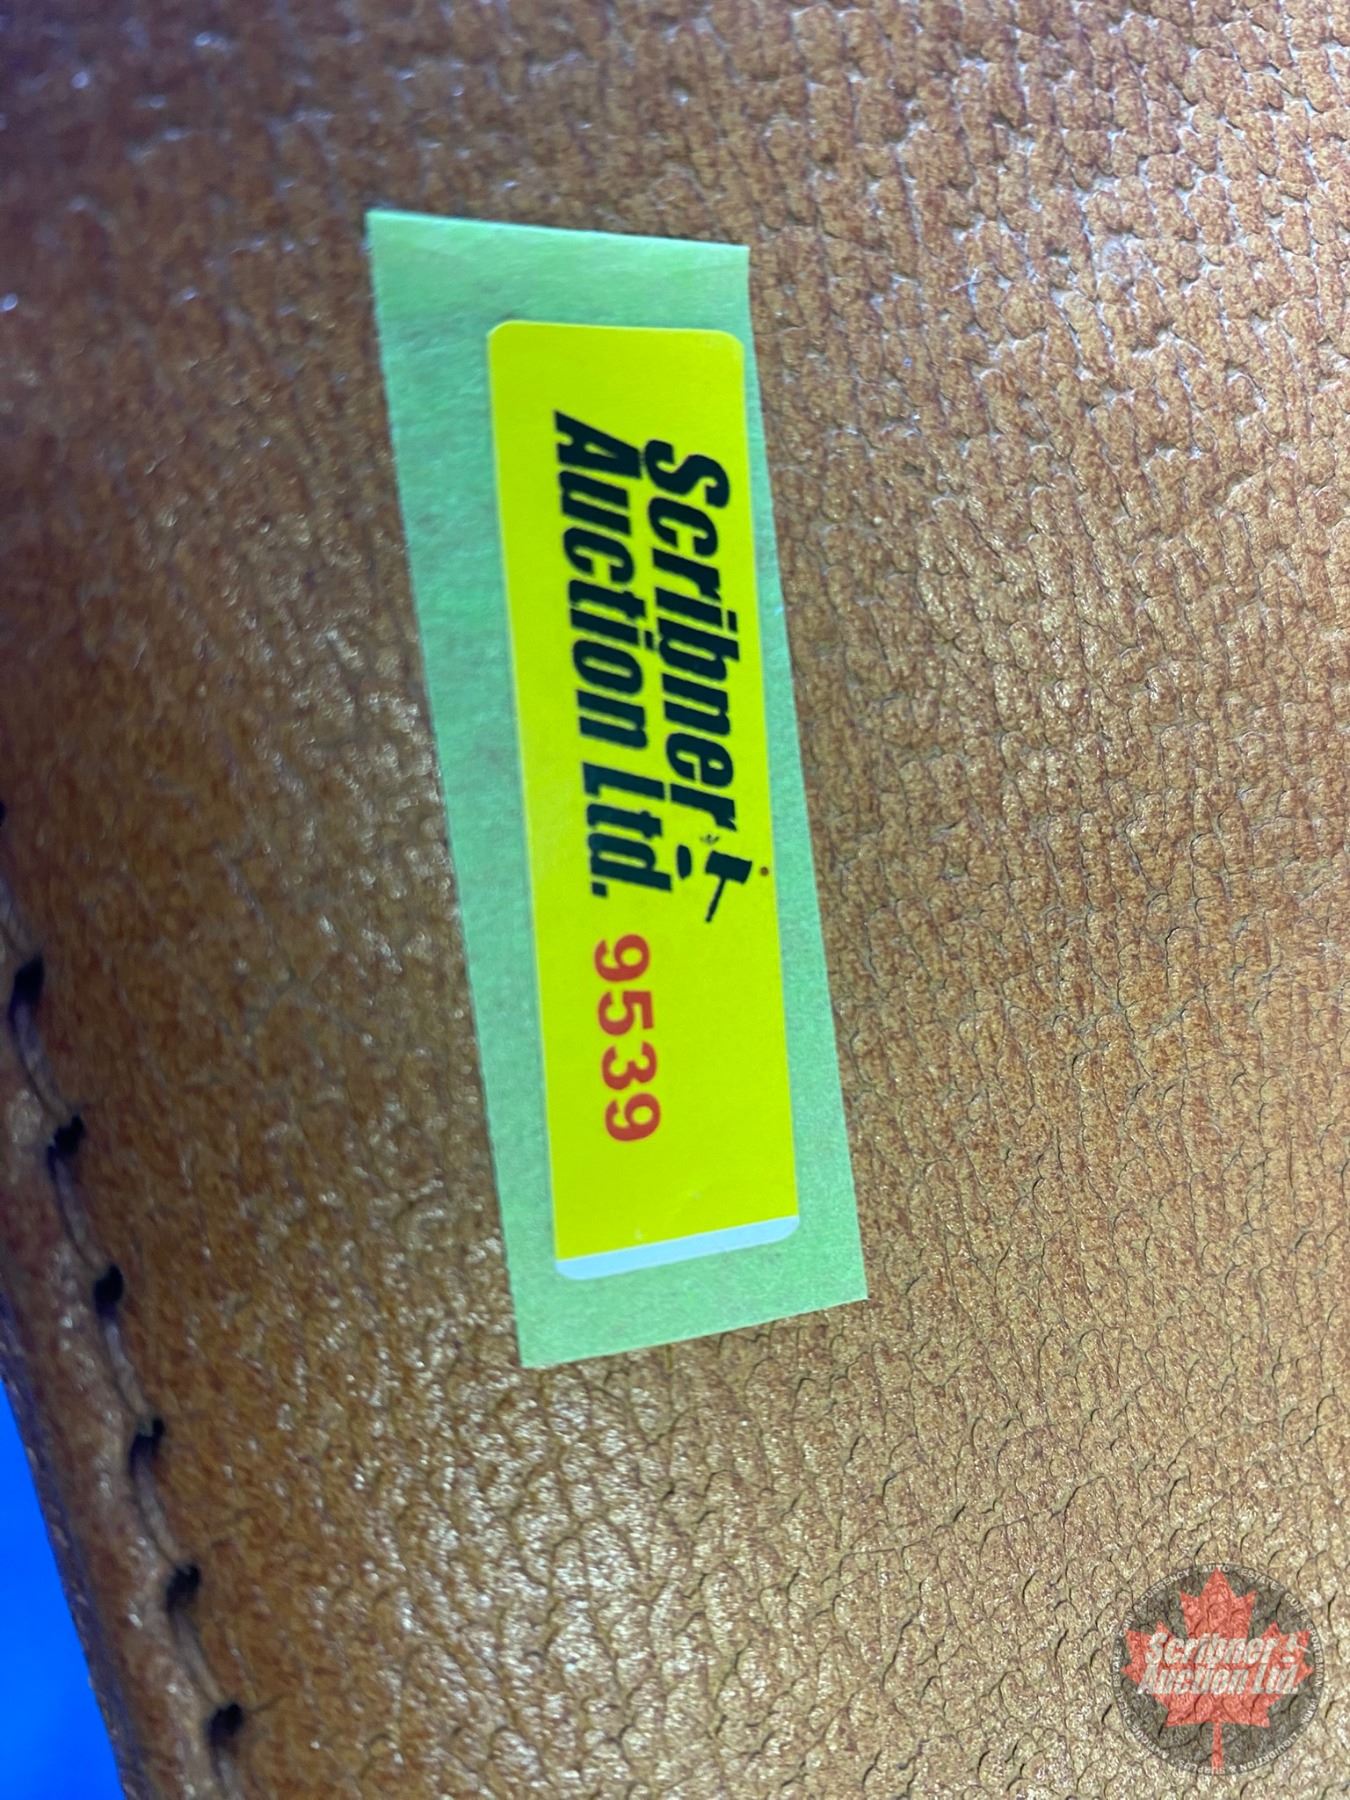 Scribner
Auction Ltd. 9539
Scribner
Auction Ltd.